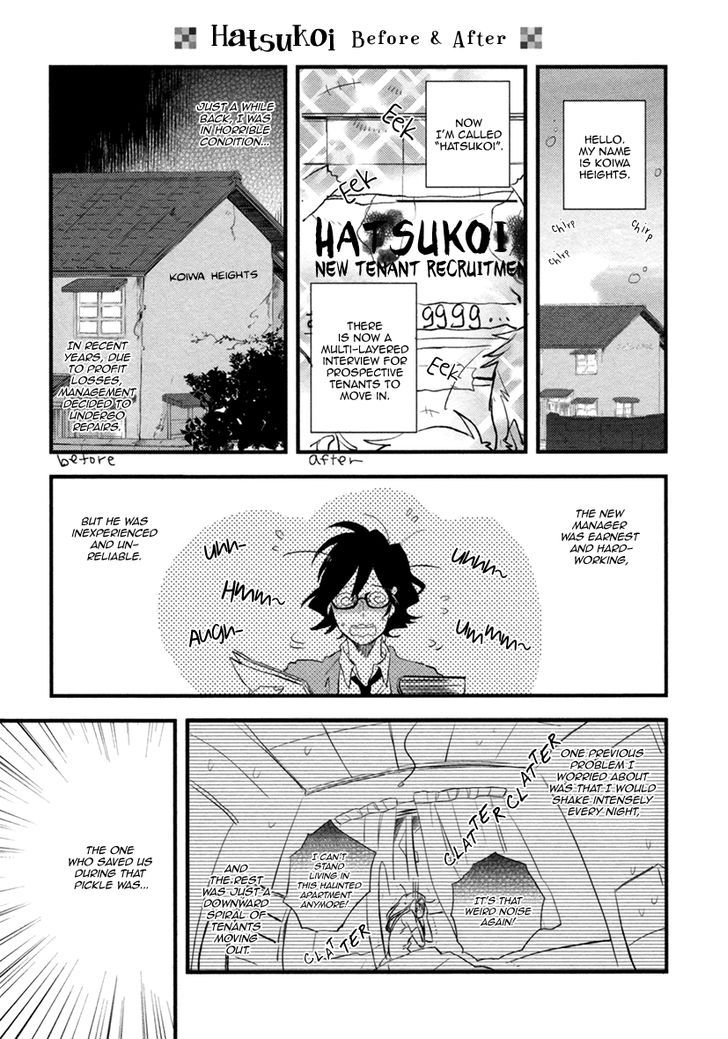 Hatsukoi Before & After
HELLO.
MY NAME
IS KOIWA
HEIGHTS.
chirp
chirp
chirp
NOW
I'M CALLED
"HATSUKOI".
Eek
Eek
Eek
HATSUKOI
NEW TENANT RECRUITMEN
9999...
THERE
IS NOW A
MULTI-LAYERED
INTERVIEW FOR
PROSPECTIVE
TENANTS TO
MOVE IN.
Eek
after
JUST A WHILE
BACK, I WAS
IN HORRIBLE
CONDITION...
KOIWA HEIGHTS
IN RECENT
YEARS, DUE
TO PROFIT
LOSSES,
MANAGEMENT
DECIDED TO
UNDERGO
REPAIRS.
before
THE NEW
MANAGER
WAS EARNEST
AND HARD-
WORKING,
Uhhh~
Ummm~
Uhh~
Hmm~
Augh~
BUT HE WAS
INEXPERIENCED
AND UN-
RELIABLE.
ONE PREVIOUS
PROBLEM I
WORRIED ABOUT
WAS THAT I WOULD
SHAKE INTENSELY
EVERY NIGHT,
CLATTER
CLATTER
CLATTER
IT'S THAT
WEIRD NOISE
AGAIN!
I CAN'T
STAND
LIVING IN
THIS HAUNTED
APARTMENT
ANYMORE!
CLAT
CLATTER
AND
THE REST
WAS JUST A
DOWNWARD
SPIRAL OF
TENANTS
MOVING
OUT.
THE ONE
WHO SAVED US
DURING THAT
PICKLE WAS...